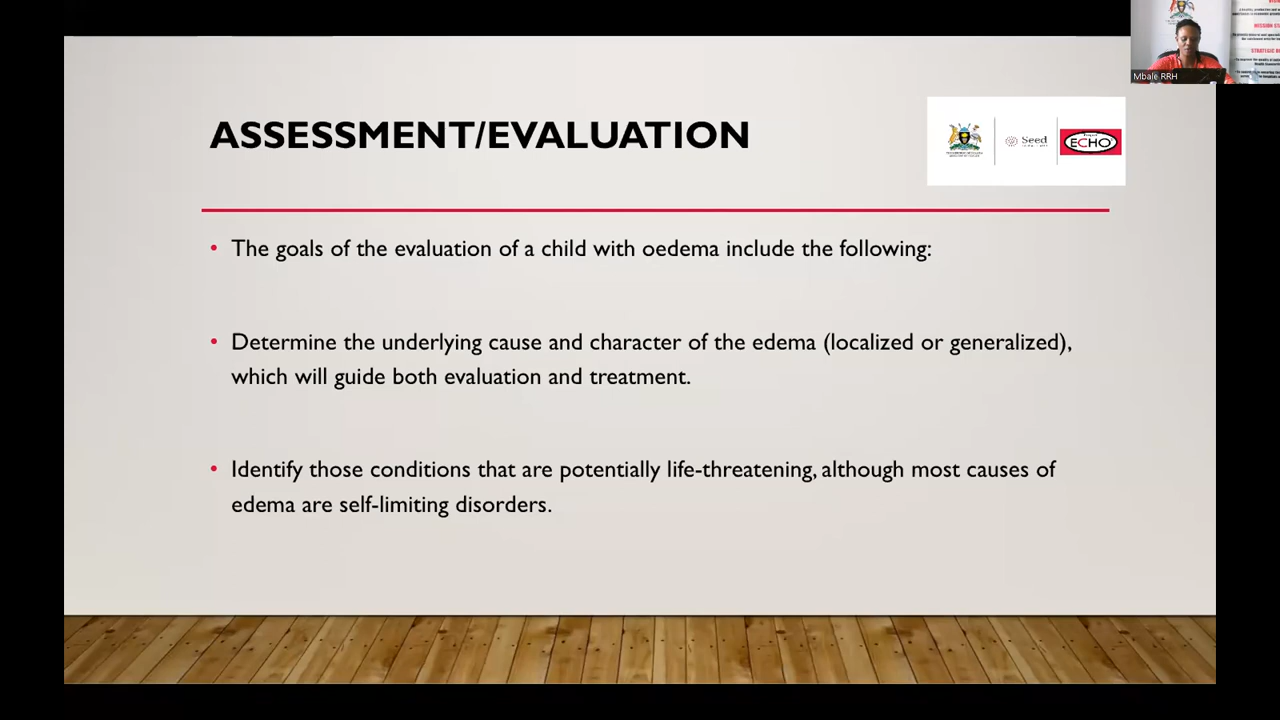 ASSESSMENT/EVALUATION
Seed
ECHO
Mbale RRH
• The goals of the evaluation of a child with oedema include the following:
• Determine the underlying cause and character of the edema (localized or generalized),
which will guide both evaluation and treatment.
• Identify those conditions that are potentially life-threatening, although most causes of
edema are self-limiting disorders.